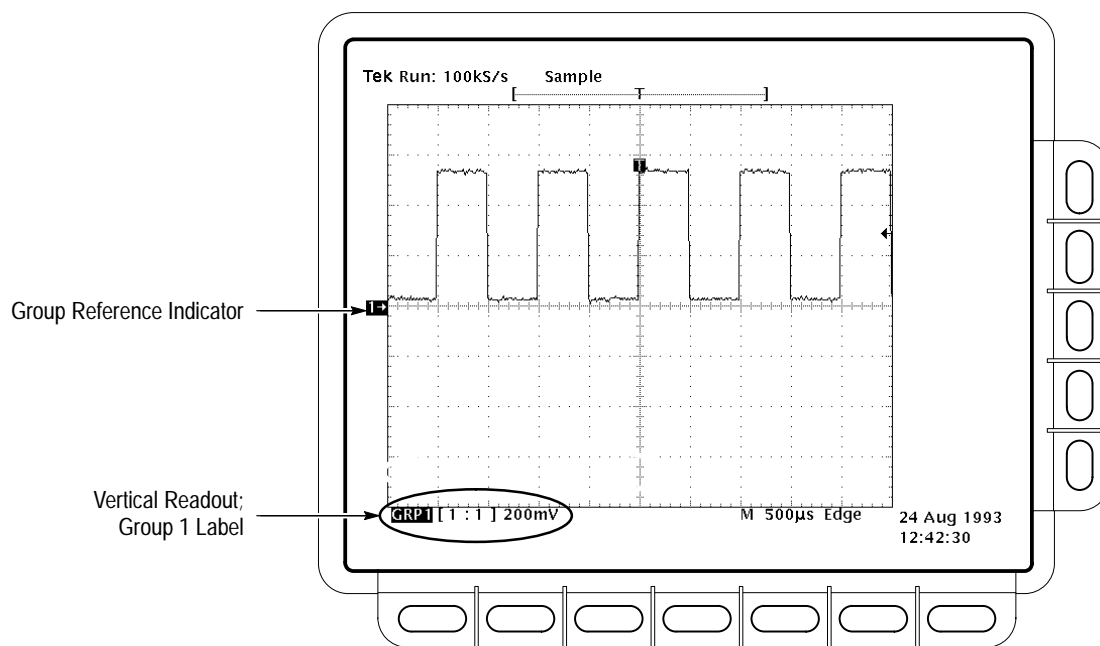 Tek Run: 100kS/s Sample
[ T ]
T
1→
Group Reference Indicator
Vertical Readout;
Group 1 Label
GRP1 [ 1 : 1 ] 200mV M 500µs Edge 24 Aug 1993
12:42:30